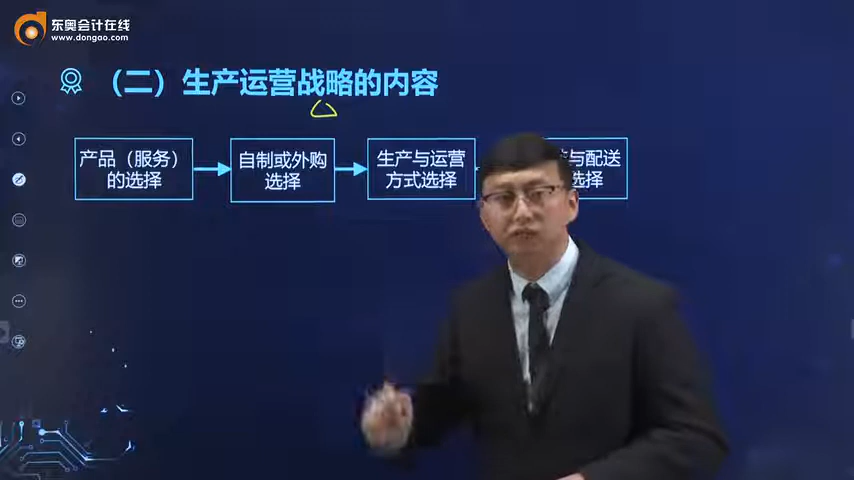 东奥会计在线
www.dongao.com
（二）生产运营战略的内容
产品（服务）
的选择
自制或外购
选择
生产与运营
方式选择
与配送
选择